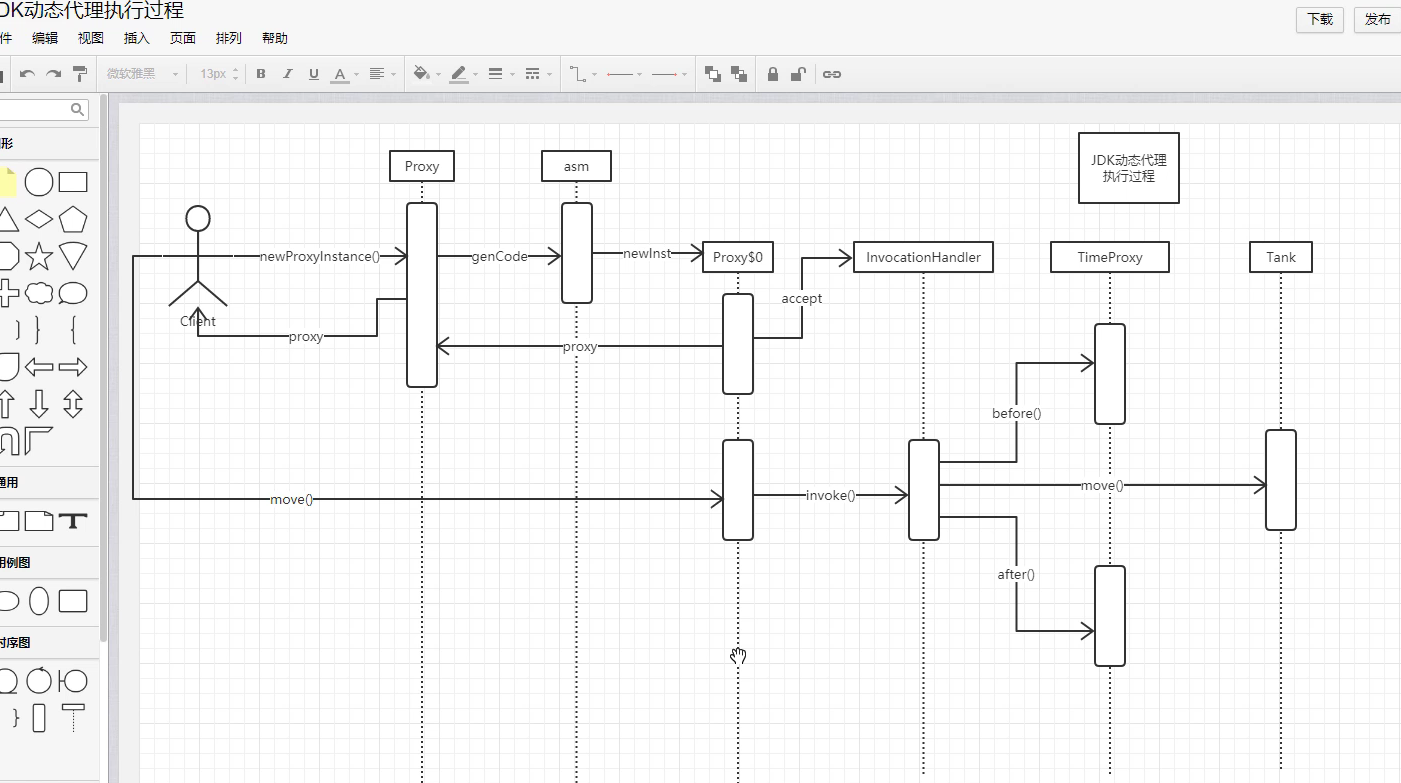 DK动态代理执行过程
下载
发布
件
编辑
视图
插入
页面
排列
帮助
微软雅黑
13px
B
I
U
A
形
JDK动态代理
执行过程
Proxy
asm
newProxyInstance()
genCode
newInst
Proxy$0
InvocationHandler
TimeProxy
Tank
accept
Client
proxy
proxy
before()
move()
invoke()
move()
after()
通用
T
用例图
时序图